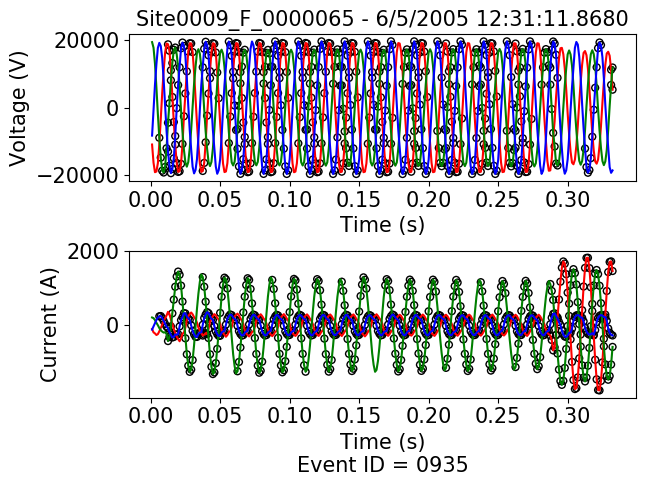 Site0009_F_0000065 - 6/5/2005 12:31:11.8680
20000
0
−20000
Voltage (V)
0.00 0.05 0.10 0.15 0.20 0.25 0.30
Time (s)
2000
0
Current (A)
0.00 0.05 0.10 0.15 0.20 0.25 0.30
Time (s)
Event ID = 0935